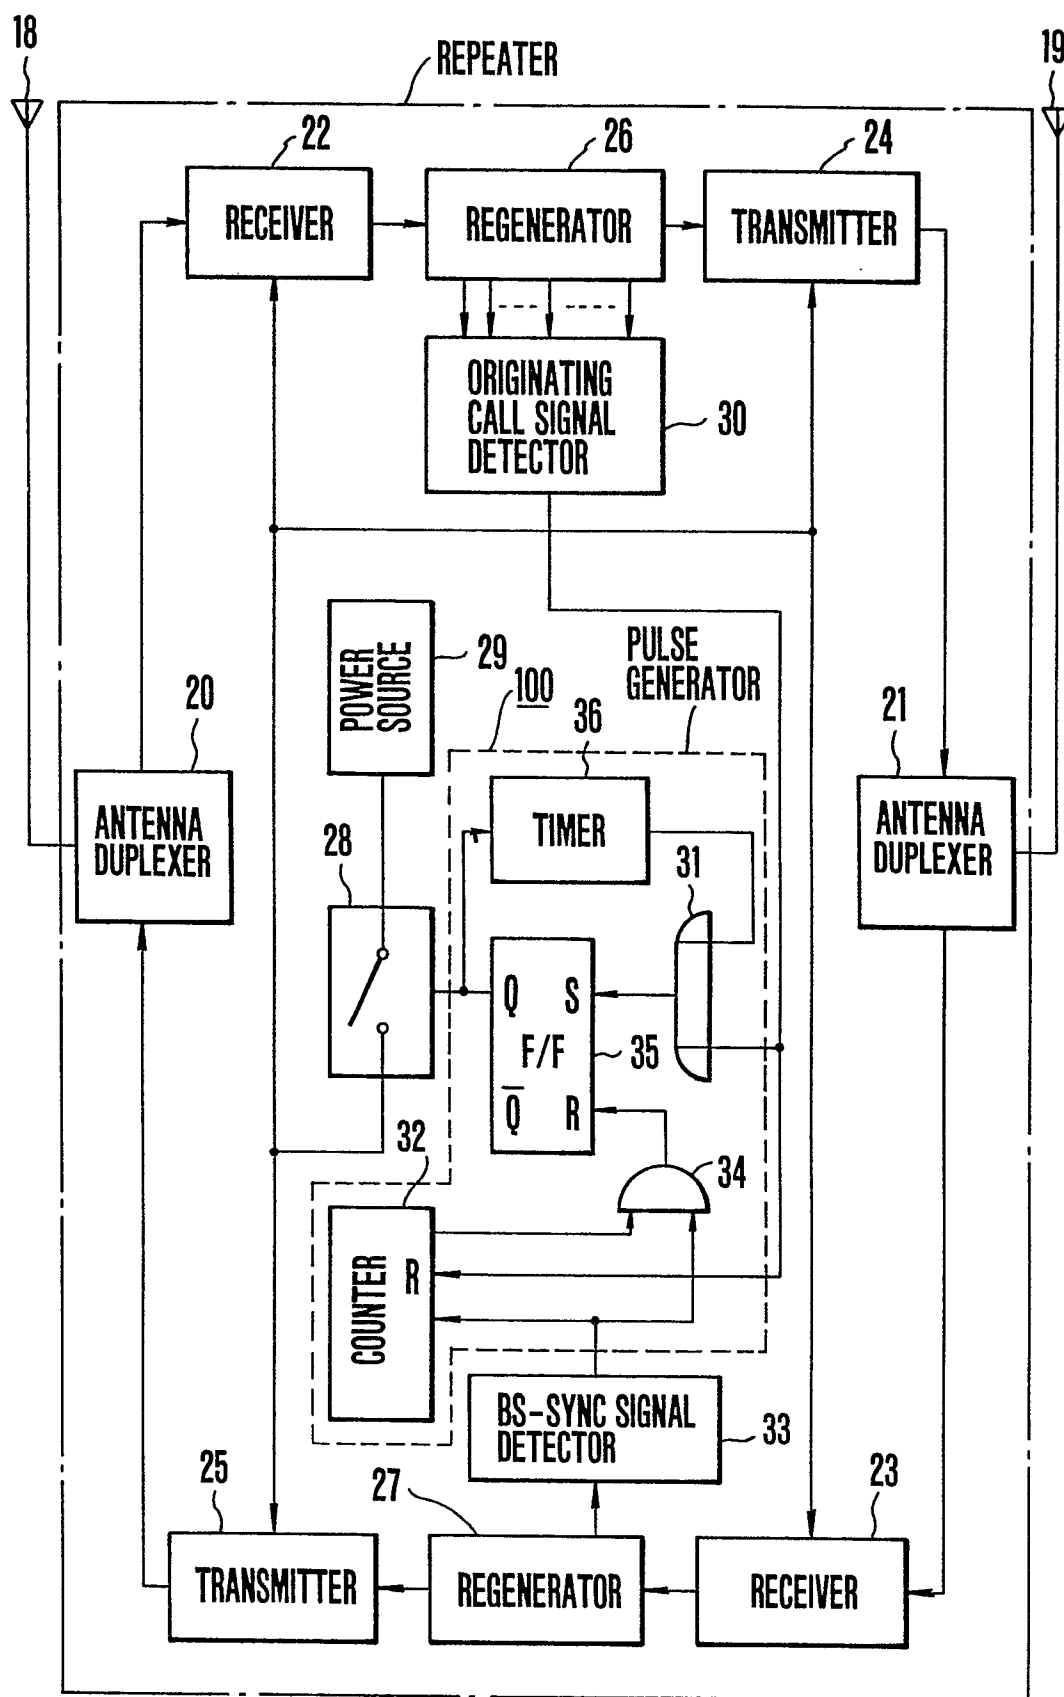 18
REPEATER
19
22
26
24
RECEIVER
REGENERATOR
TRANSMITTER
ORIGINATING
CALL SIGNAL
DETECTOR
30
POWER
SOURCE
29
100
PULSE
GENERATOR
20
36
21
ANTENNA
DUPLEXER
28
TIMER
31
ANTENNA
DUPLEXER
Q S
F/F
35
Q̅ R
32
34
COUNTER
R
BS-SYNC SIGNAL
DETECTOR
33
25
27
23
TRANSMITTER
REGENERATOR
RECEIVER